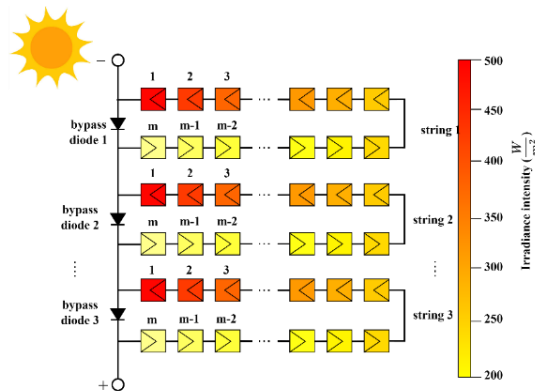 −
1 2 3
...
bypass
diode 1
string 1
m m-1 m-2
...
1 2 3
...
bypass
diode 2
string 2
m m-1 m-2
...
.....
.....
1 2 3
...
bypass
diode 3
string 3
m m-1 m-2
...
+
500
450
400
350
300
250
200
Irradiance intensity (W/m²)